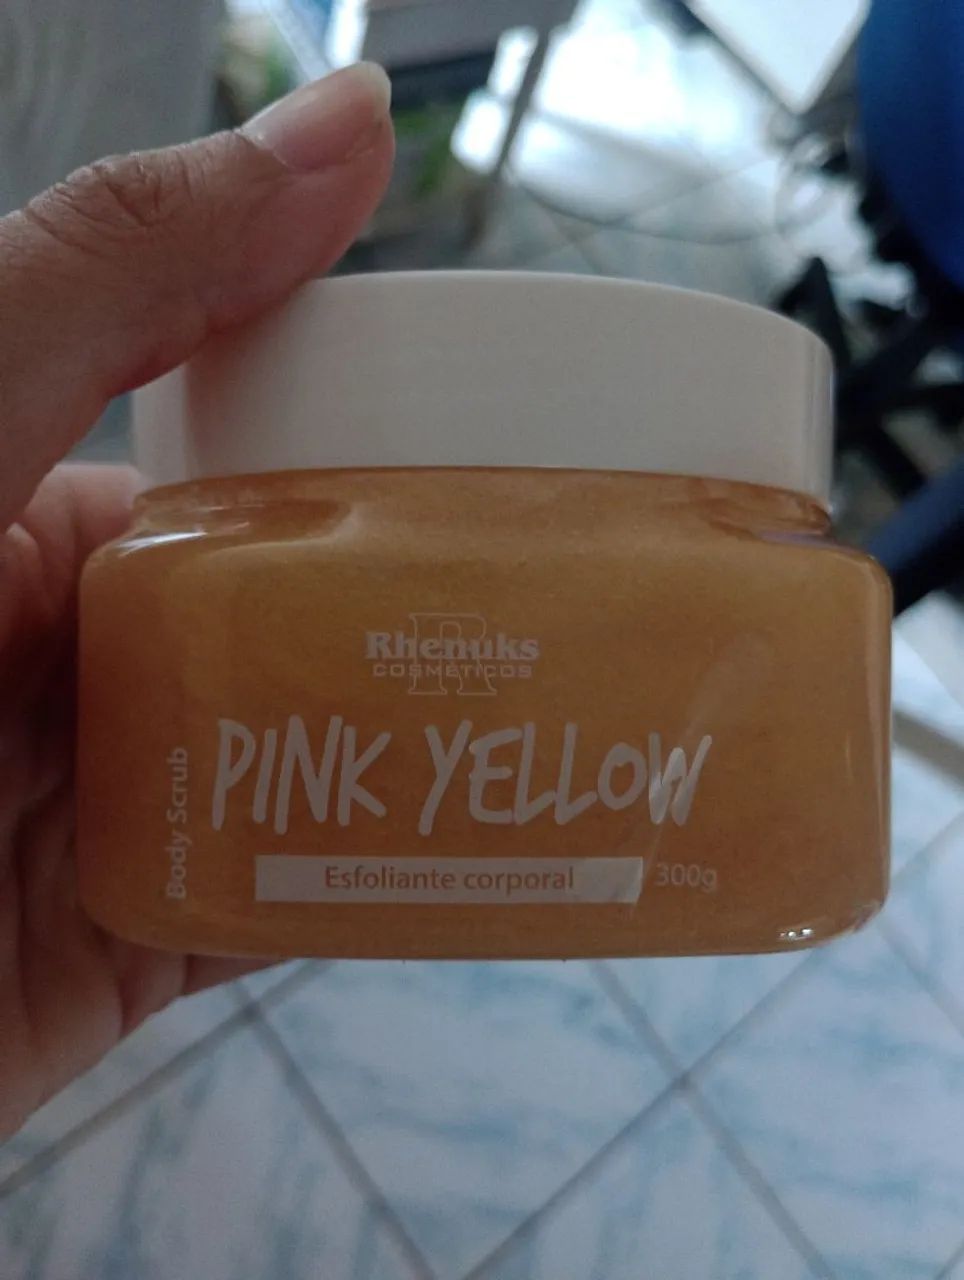 Rhenuks
COSMÉTICOS
PINK YELLOW
Body Scrub
Esfoliante corporal
300g